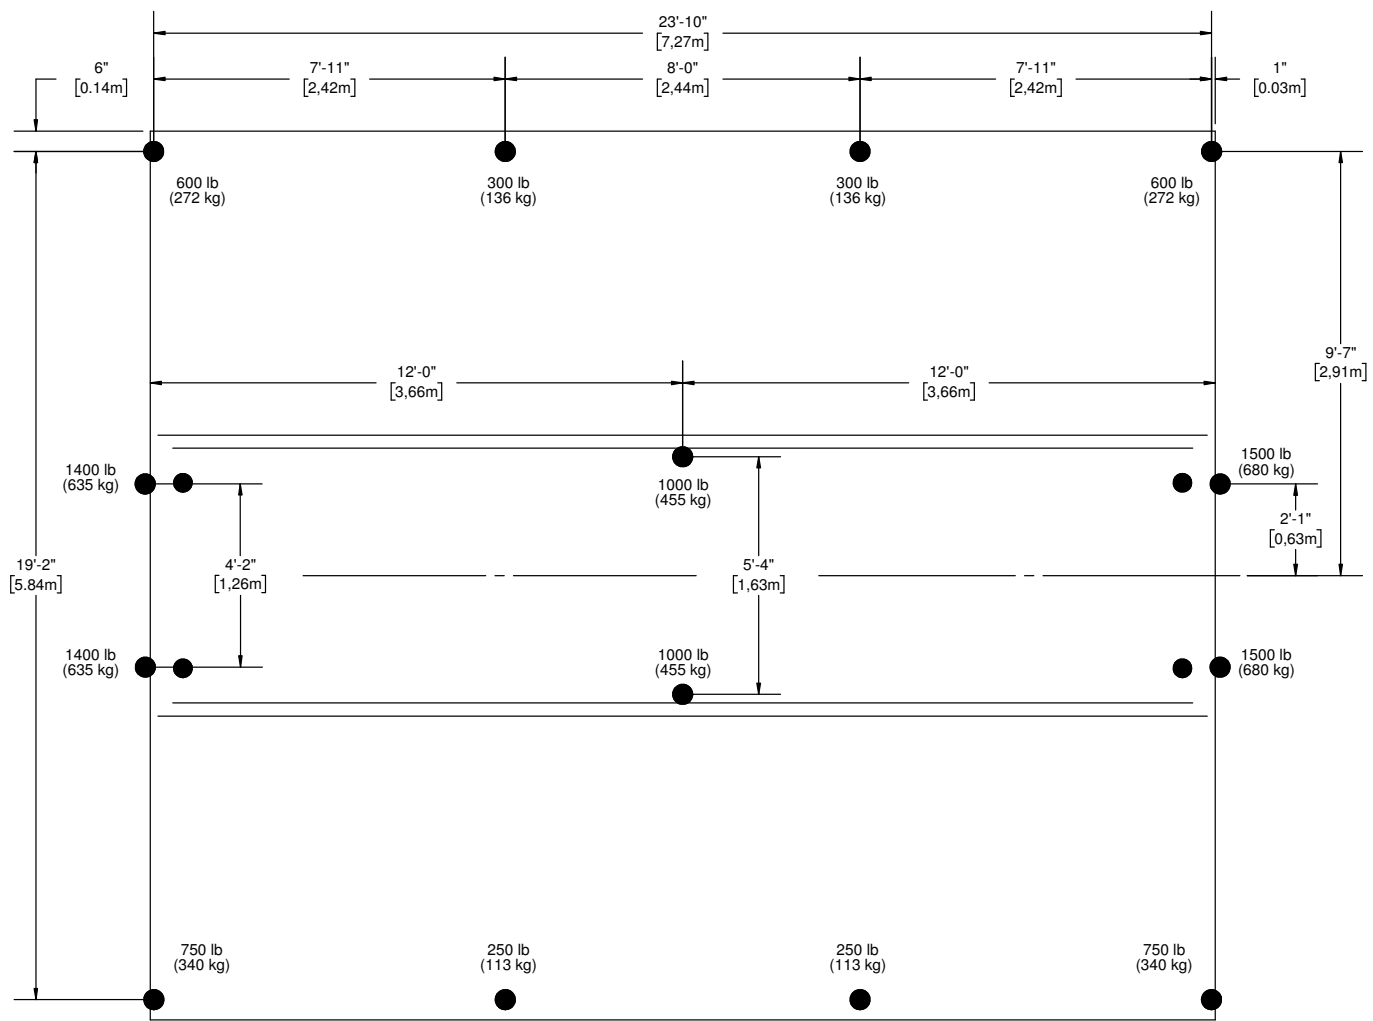 23'-10"
[7,27m]
6"
[0.14m]
7'-11"
[2,42m]
8'-0"
[2,44m]
7'-11"
[2,42m]
1"
[0.03m]
600 lb
(272 kg)
300 lb
(136 kg)
300 lb
(136 kg)
600 lb
(272 kg)
9'-7"
[2,91m]
12'-0"
[3,66m]
12'-0"
[3,66m]
1400 lb
(635 kg)
1000 lb
(455 kg)
1500 lb
(680 kg)
2'-1"
[0,63m]
19'-2"
[5.84m]
4'-2"
[1,26m]
5'-4"
[1,63m]
1400 lb
(635 kg)
1000 lb
(455 kg)
1500 lb
(680 kg)
750 lb
(340 kg)
250 lb
(113 kg)
250 lb
(113 kg)
750 lb
(340 kg)